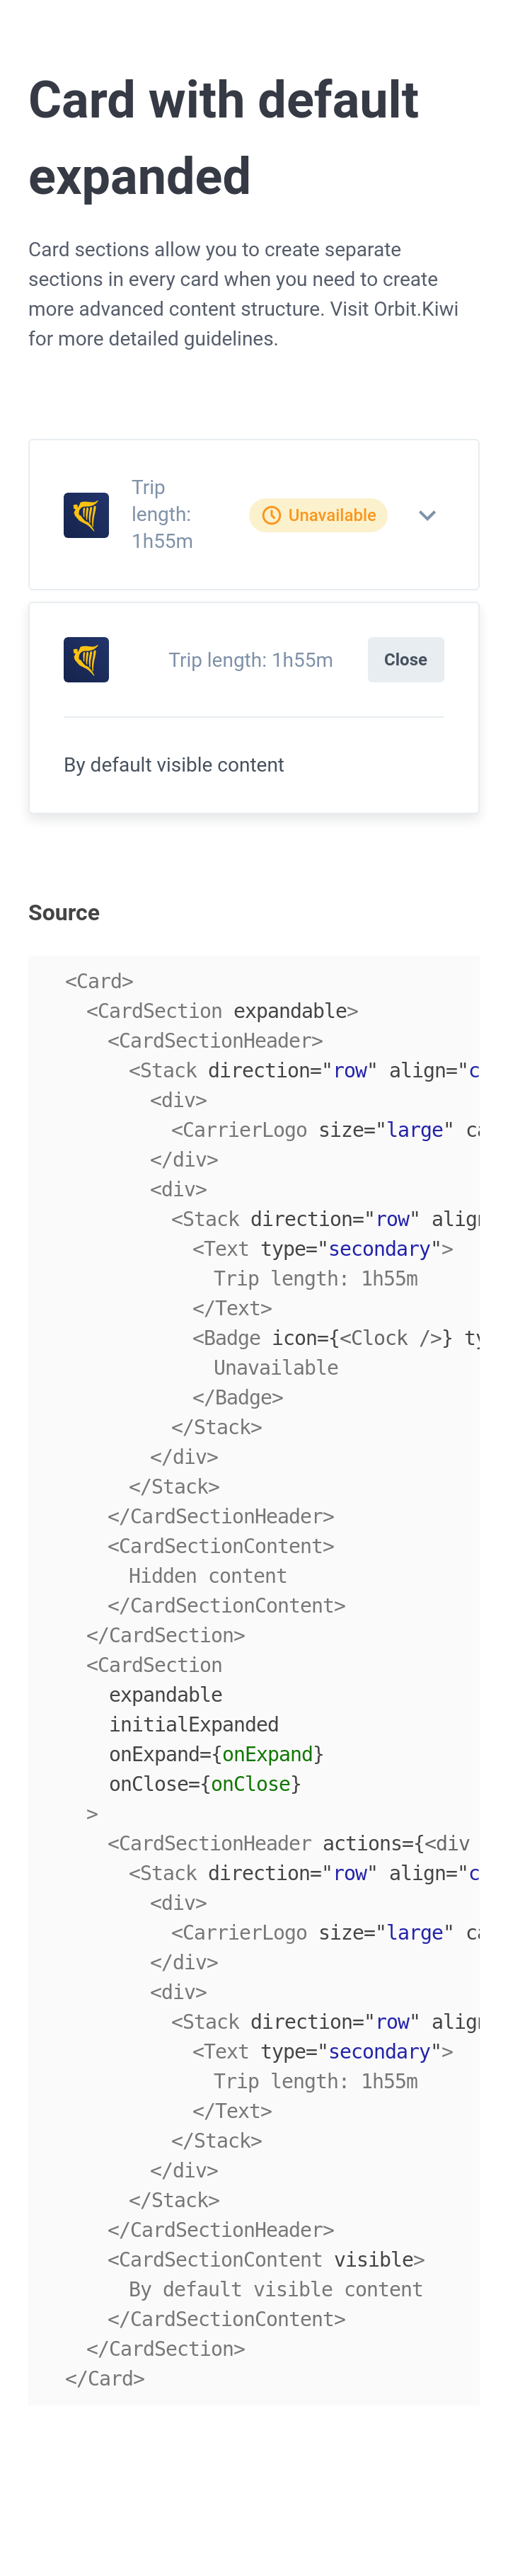 Card with default
expanded
Card sections allow you to create separate
sections in every card when you need to create
more advanced content structure. Visit Orbit.Kiwi
for more detailed guidelines.
Trip
length:
1h55m
Unavailable
Trip length: 1h55m
Close
By default visible content
Source
<Card>
<CardSection expandable>
<CardSectionHeader>
<Stack direction="row" align="c
<div>
<CarrierLogo size="large" ca
</div>
<div>
<Stack direction="row" align
<Text type="secondary">
Trip length: 1h55m
</Text>
<Badge icon={<Clock />} ty
Unavailable
</Badge>
</Stack>
</div>
</Stack>
</CardSectionHeader>
<CardSectionContent>
Hidden content
</CardSectionContent>
</CardSection>
<CardSection
expandable
initialExpanded
onExpand={onExpand}
onClose={onClose}
>
<CardSectionHeader actions={<div
<Stack direction="row" align="c
<div>
<CarrierLogo size="large" ca
</div>
<div>
<Stack direction="row" align
<Text type="secondary">
Trip length: 1h55m
</Text>
</Stack>
</div>
</Stack>
</CardSectionHeader>
<CardSectionContent visible>
By default visible content
</CardSectionContent>
</CardSection>
</Card>